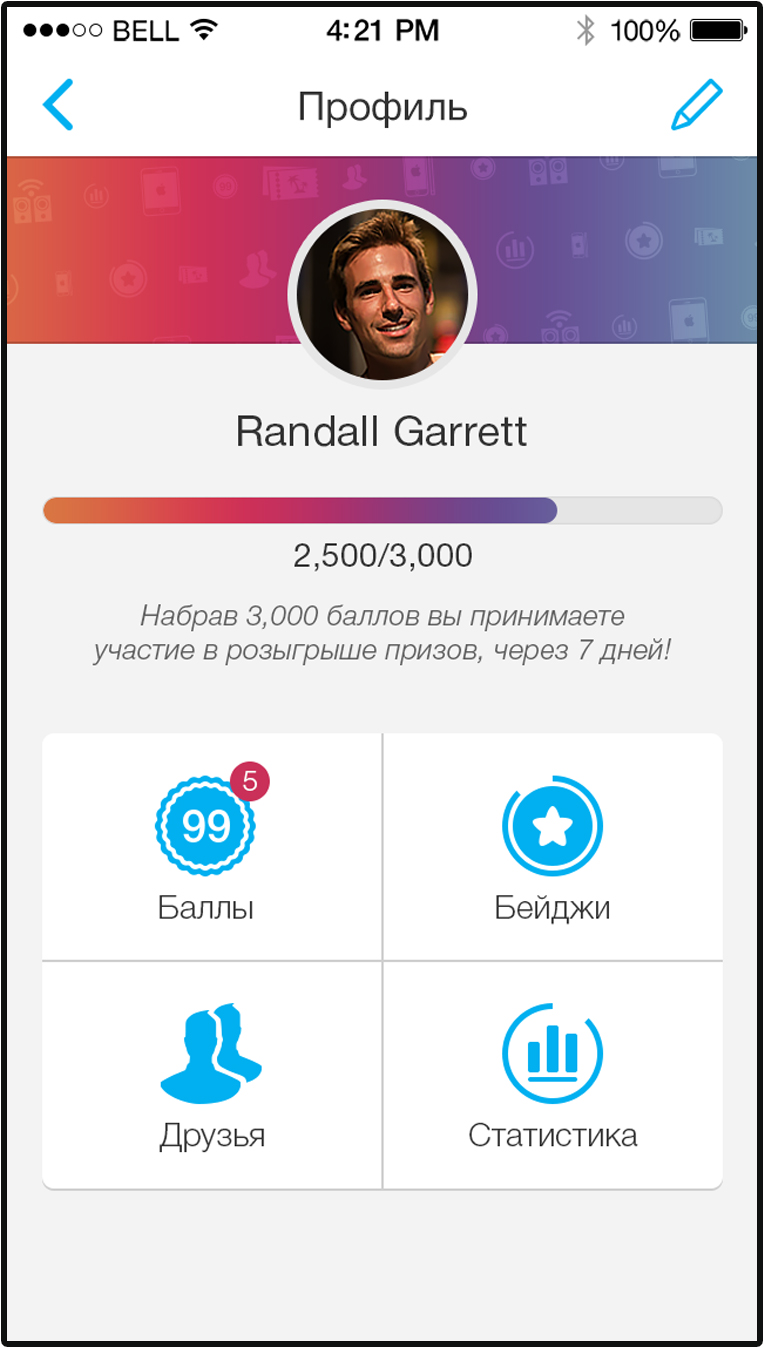 BELL 4:21 PM 100%
Профиль
Randall Garrett
2,500/3,000
Набрав 3,000 баллов вы принимаете
участие в розыгрыше призов, через 7 дней!
5
99
Баллы Бейджи
Друзья Статистика